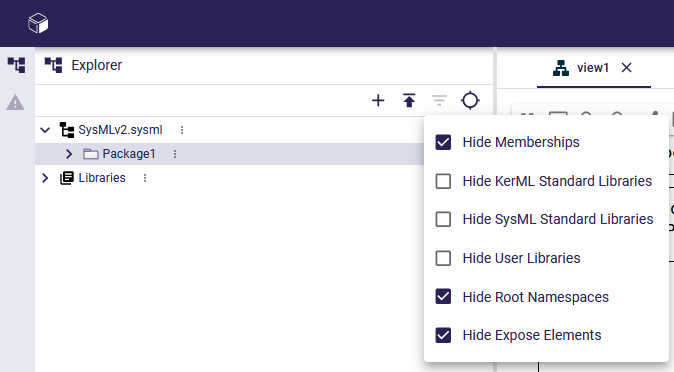 Explorer
view1
SysMLv2.sysml
Package1
Libraries
Hide Memberships
Hide KerML Standard Libraries
Hide SysML Standard Libraries
Hide User Libraries
Hide Root Namespaces
Hide Expose Elements